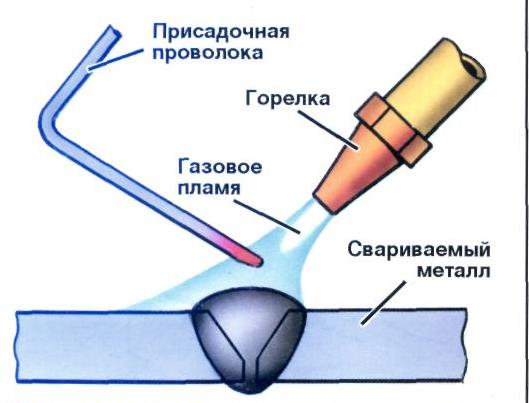 Присадочная
проволока
Горелка
Газовое
пламя
Свариваемый
металл